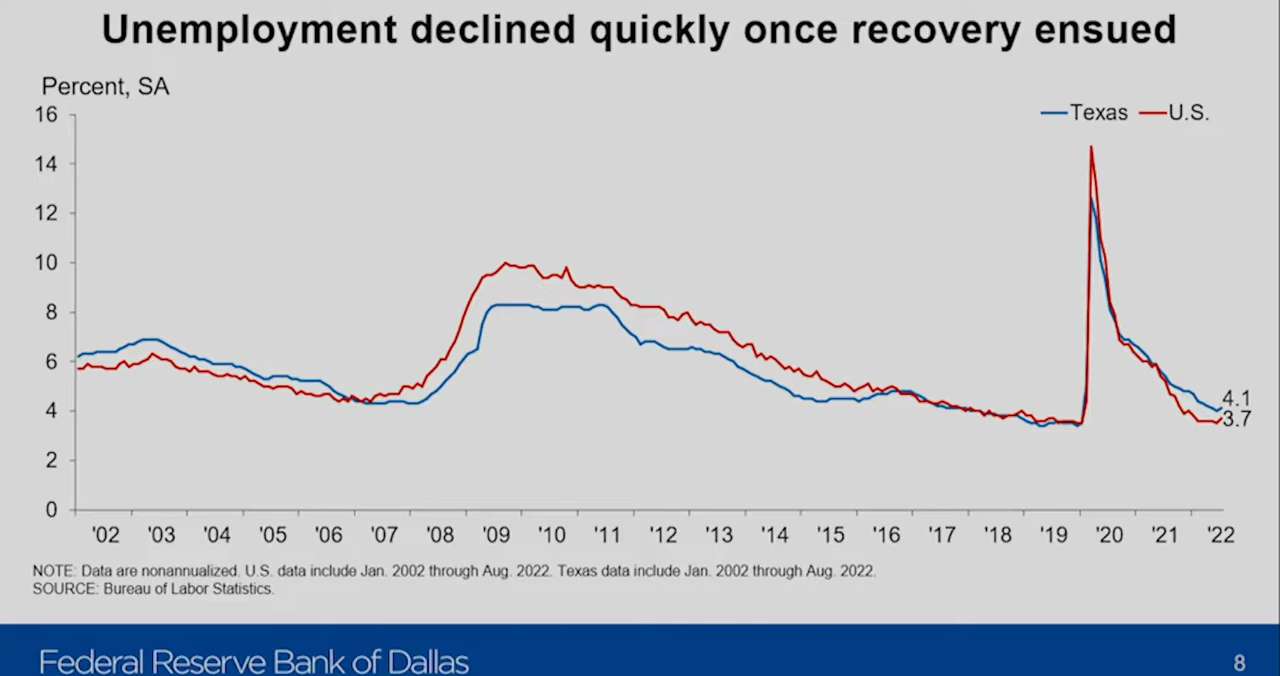 Unemployment declined quickly once recovery ensued
Percent, SA
Texas U.S.
16
14
12
10
8
6
4
2
0
4.1
3.7
'02 '03 '04 '05 '06 '07 '08 '09 '10 '11 '12 '13 '14 '15 '16 '17 '18 '19 '20 '21 '22
NOTE: Data are nonannualized. U.S. data include Jan. 2002 through Aug. 2022. Texas data include Jan. 2002 through Aug. 2022.
SOURCE: Bureau of Labor Statistics.
Federal Reserve Bank of Dallas
8